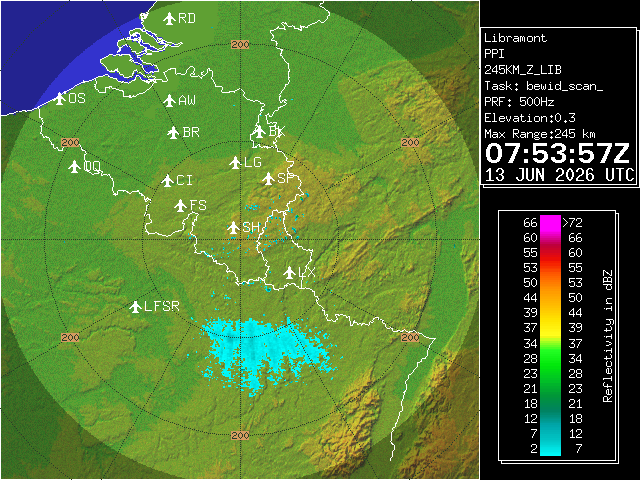 RD
200
OS
AW
BR
BK
200
200
QQ
LG
CI
SP
FS
SH
LX
LFSR
200
200
200
Libramont
PPI
245KM_Z_LIB
Task: bewid_scan_
PRF: 500Hz
Elevation:0.3
Max Range:245 km
07:53:57Z
13 JUN 2026 UTC
66 >72
60 66
55 60
53 55
50 53
44 50
39 44
37 39
34 37
28 34
23 28
21 23
18 21
12 18
7 12
2 7
Reflectivity in dBZ